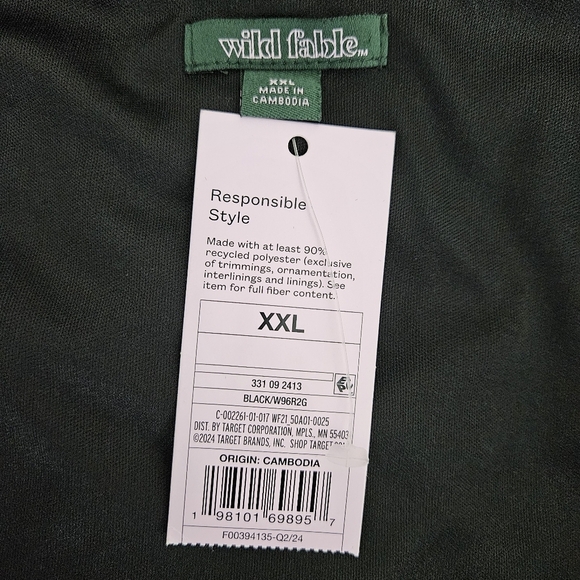 wild fable™
XXL
MADE IN
CAMBODIA
Responsible
Style
Made with at least 90%
recycled polyester (exclusive
of trimmings, ornamentation,
interlinings and linings). See
item for full fiber content.
XXL
331 09 2413
BLACK/W96R2G
C-002261-01-017 WF21_50A01-0025
DIST. BY TARGET CORPORATION, MPLS., MN 55403
©2024 TARGET BRANDS, INC. SHOP TARGET
ORIGIN: CAMBODIA
1 98101 69895 7
F00394135-Q2/24